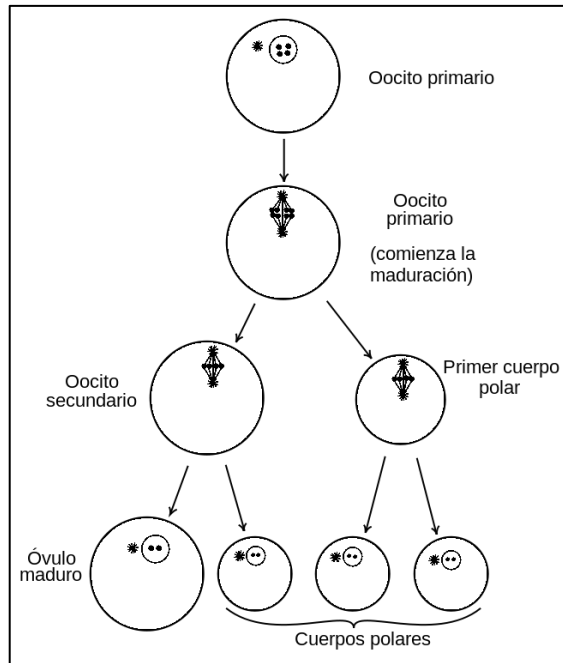 Oocito primario
Oocito
primario
(comienza la
maduración)
Oocito
secundario
Primer cuerpo
polar
Óvulo
maduro
Cuerpos polares